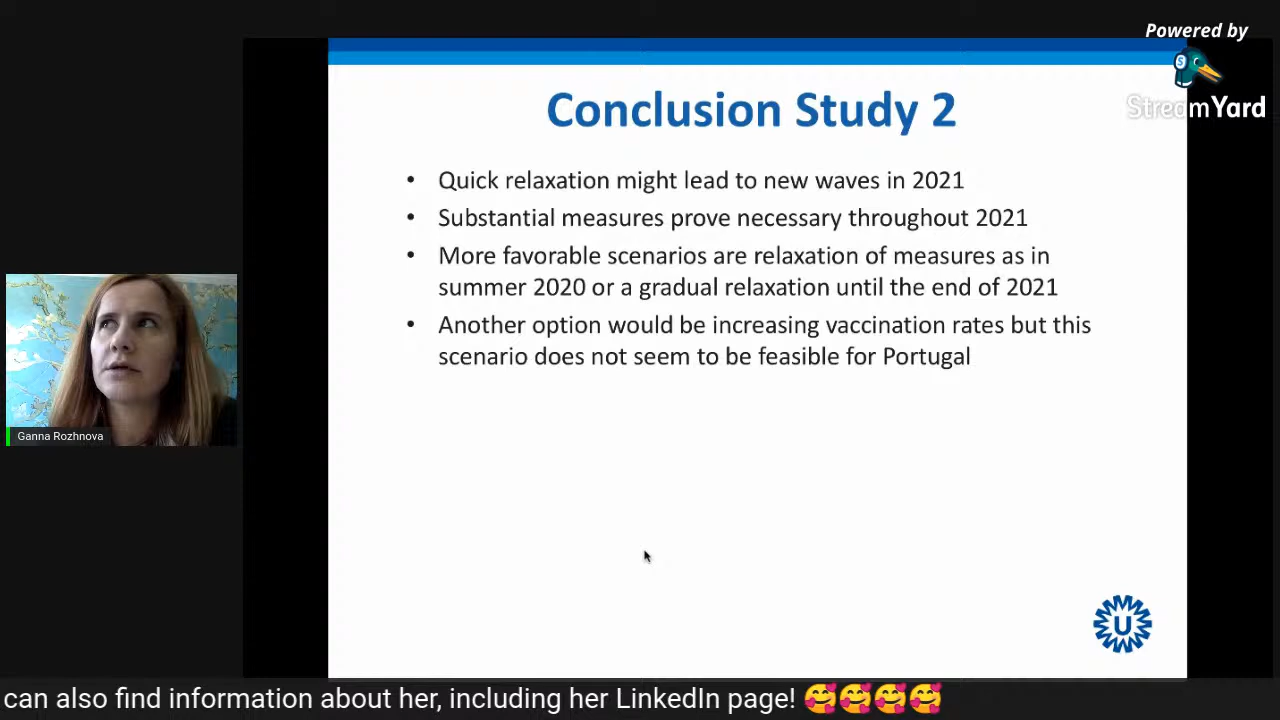 Powered by
StreamYard
Conclusion Study 2
• Quick relaxation might lead to new waves in 2021
• Substantial measures prove necessary throughout 2021
• More favorable scenarios are relaxation of measures as in
summer 2020 or a gradual relaxation until the end of 2021
• Another option would be increasing vaccination rates but this
scenario does not seem to be feasible for Portugal
Ganna Rozhnova
U
can also find information about her, including her LinkedIn page! 🥰🥰🥰🥰